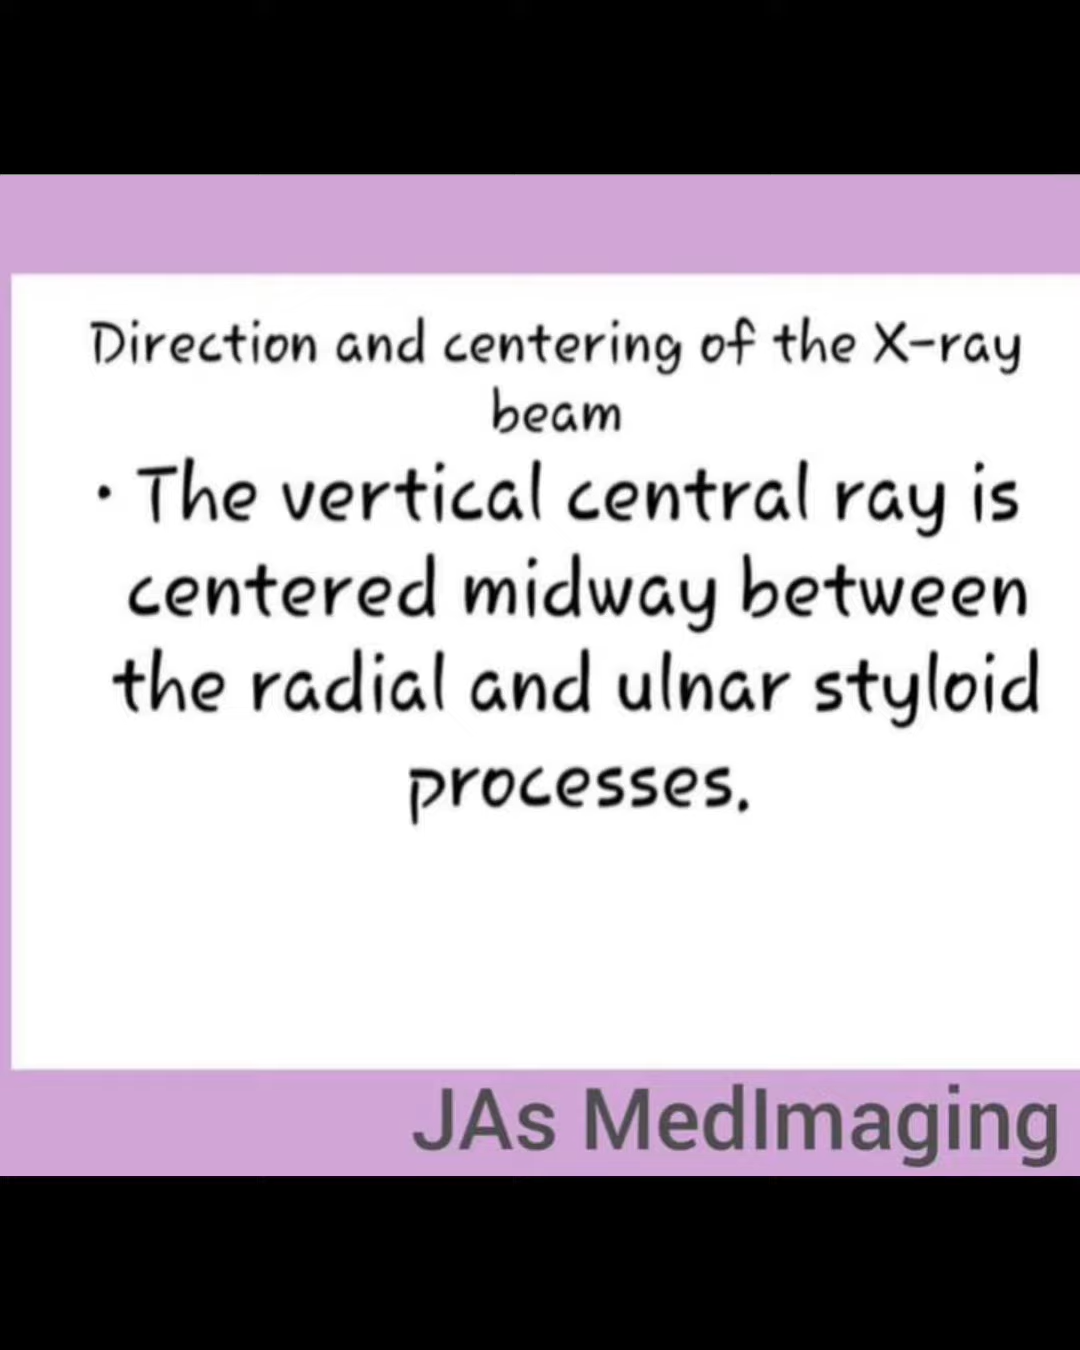 Direction and centering of the X-ray
beam
• The vertical central ray is
centered midway between
the radial and ulnar styloid
processes.
JAs MedImaging